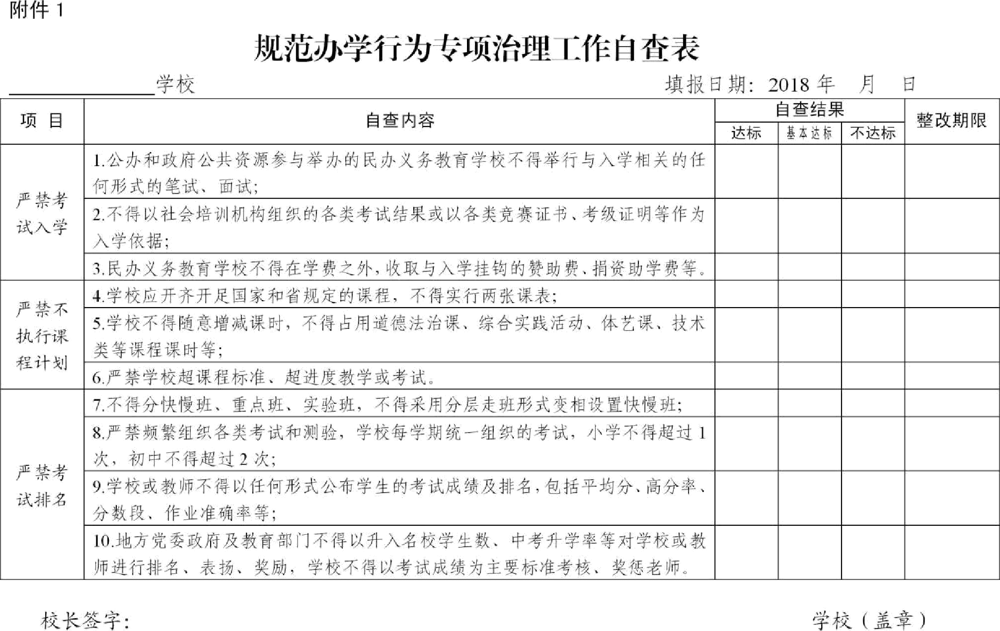 附件 1
规范办学行为专项治理工作自查表
学校 填报日期：2018 年 月 日
项 目 自查内容 自查结果 整改期限
达标 基本达标 不达标
严禁考
试入学
1.公办和政府公共资源参与举办的民办义务教育学校不得举行与入学相关的任
何形式的笔试、面试；
2.不得以社会培训机构组织的各类考试结果或以各类竞赛证书、考级证明等作为
入学依据；
3.民办义务教育学校不得在学费之外，收取与入学挂钩的赞助费、捐资助学费等。
严禁不
执行课
程计划
4.学校应开齐开足国家和省规定的课程，不得实行两张课表；
5.学校不得随意增减课时，不得占用道德法治课、综合实践活动、体艺课、技术
类等课程课时等；
6.严禁学校超课程标准、超进度教学或考试。
严禁考
试排名
7.不得分快慢班、重点班、实验班，不得采用分层走班形式变相设置快慢班；
8.严禁频繁组织各类考试和测验，学校每学期统一组织的考试，小学不得超过 1
次，初中不得超过 2 次；
9.学校或教师不得以任何形式公布学生的考试成绩及排名，包括平均分、高分率、
分数段、作业准确率等；
10.地方党委政府及教育部门不得以升入名校学生数、中考升学率等对学校或教
师进行排名、表扬、奖励，学校不得以考试成绩为主要标准考核、奖惩老师。
校长签字： 学校（盖章）